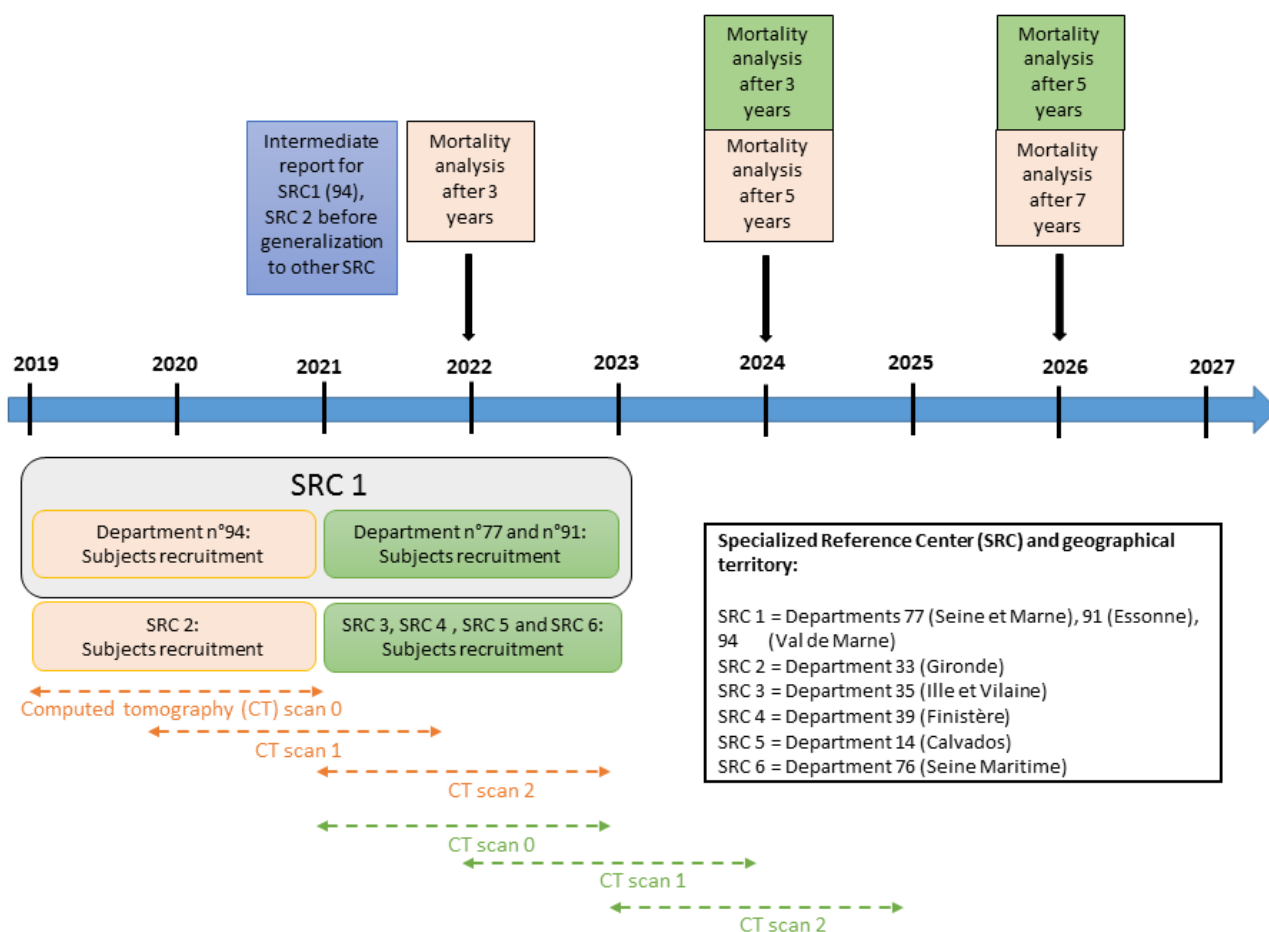 Mortality
analysis
after 3
years
Mortality
analysis
after 5
years
Intermediate
report for
SRC1 (94),
SRC 2 before
generalization
to other SRC
Mortality
analysis
after 3
years
Mortality
analysis
after 5
years
Mortality
analysis
after 7
years
2019
2020
2021
2022
2023
2024
2025
2026
2027
SRC 1
Department n°94:
Subjects recruitment
Department n°77 and n°91:
Subjects recruitment
SRC 2:
Subjects recruitment
SRC 3, SRC 4 , SRC 5 and SRC 6:
Subjects recruitment
Computed tomography (CT) scan 0
CT scan 1
CT scan 2
CT scan 0
CT scan 1
CT scan 2
Specialized Reference Center (SRC) and geographical
territory:
SRC 1 = Departments 77 (Seine et Marne), 91 (Essonne),
94 (Val de Marne)
SRC 2 = Department 33 (Gironde)
SRC 3 = Department 35 (Ille et Vilaine)
SRC 4 = Department 39 (Finistère)
SRC 5 = Department 14 (Calvados)
SRC 6 = Department 76 (Seine Maritime)